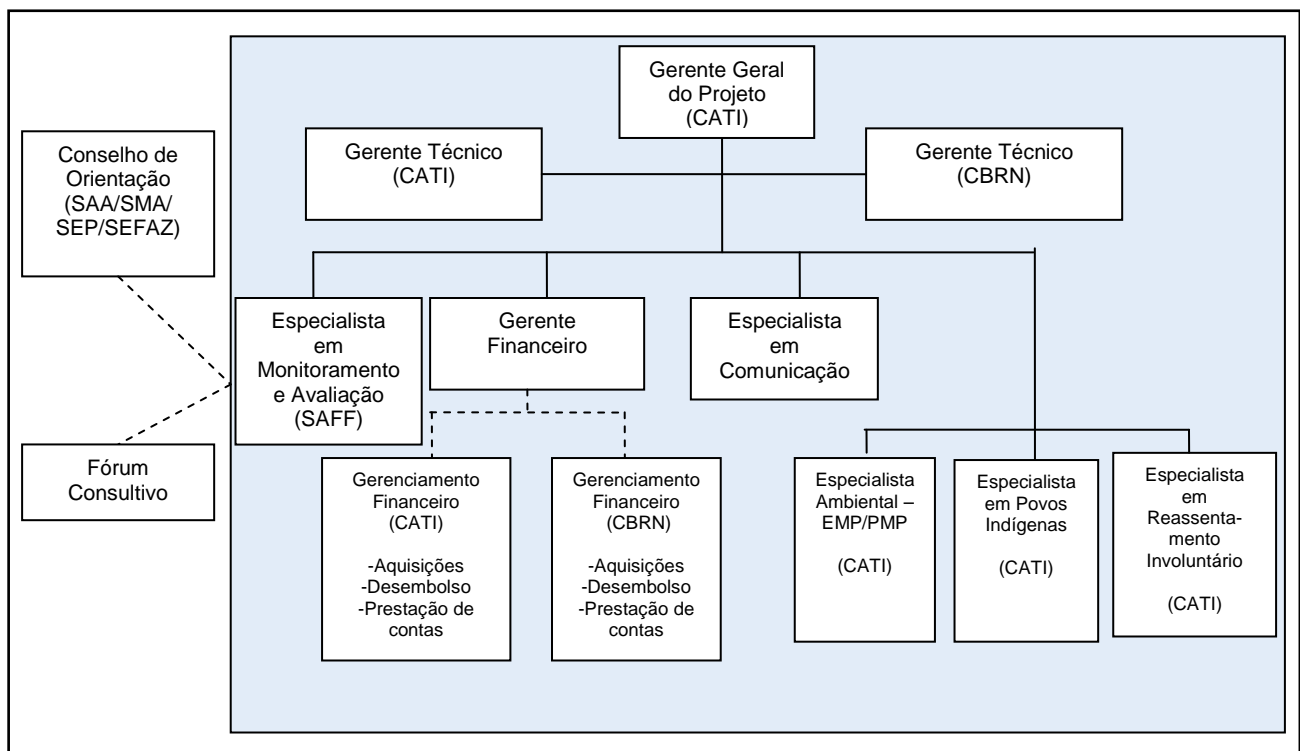 Gerente Geral
do Projeto
(CATI)
Gerente Técnico
(CATI)
Gerente Técnico
(CBRN)
Conselho de
Orientação
(SAA/SMA/
SEP/SEFAZ)
Especialista
em
Monitoramento
e Avaliação
(SAFF)
Gerente
Financeiro
Especialista
em
Comunicação
Fórum
Consultivo
Gerenciamento
Financeiro
(CATI)
-Aquisições
-Desembolso
-Prestação de
contas
Gerenciamento
Financeiro
(CBRN)
-Aquisições
-Desembolso
-Prestação de
contas
Especialista
Ambiental –
EMP/PMP
(CATI)
Especialista
em Povos
Indígenas
(CATI)
Especialista
em
Reassenta-
mento
Involuntário
(CATI)